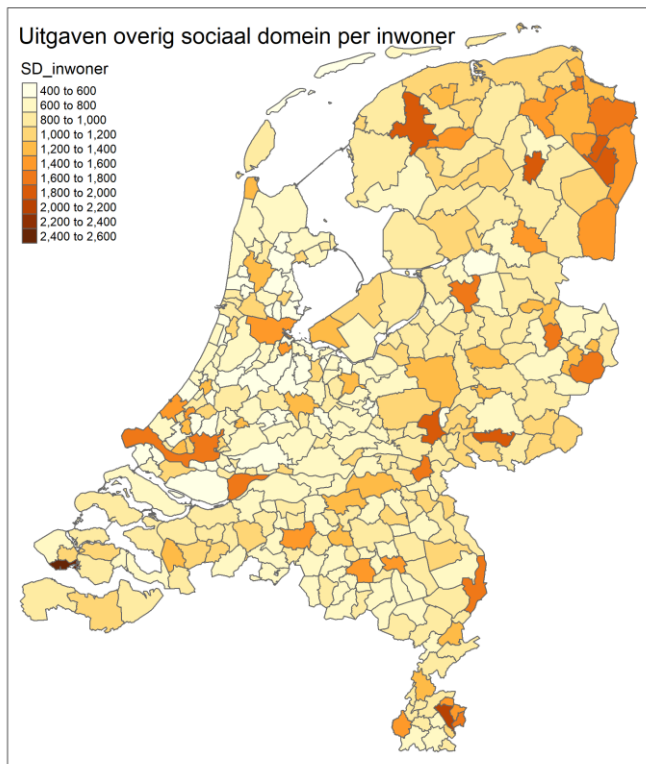 Uitgaven overig sociaal domein per inwoner
SD_inwoner
400 to 600
600 to 800
800 to 1,000
1,000 to 1,200
1,200 to 1,400
1,400 to 1,600
1,600 to 1,800
1,800 to 2,000
2,000 to 2,200
2,200 to 2,400
2,400 to 2,600